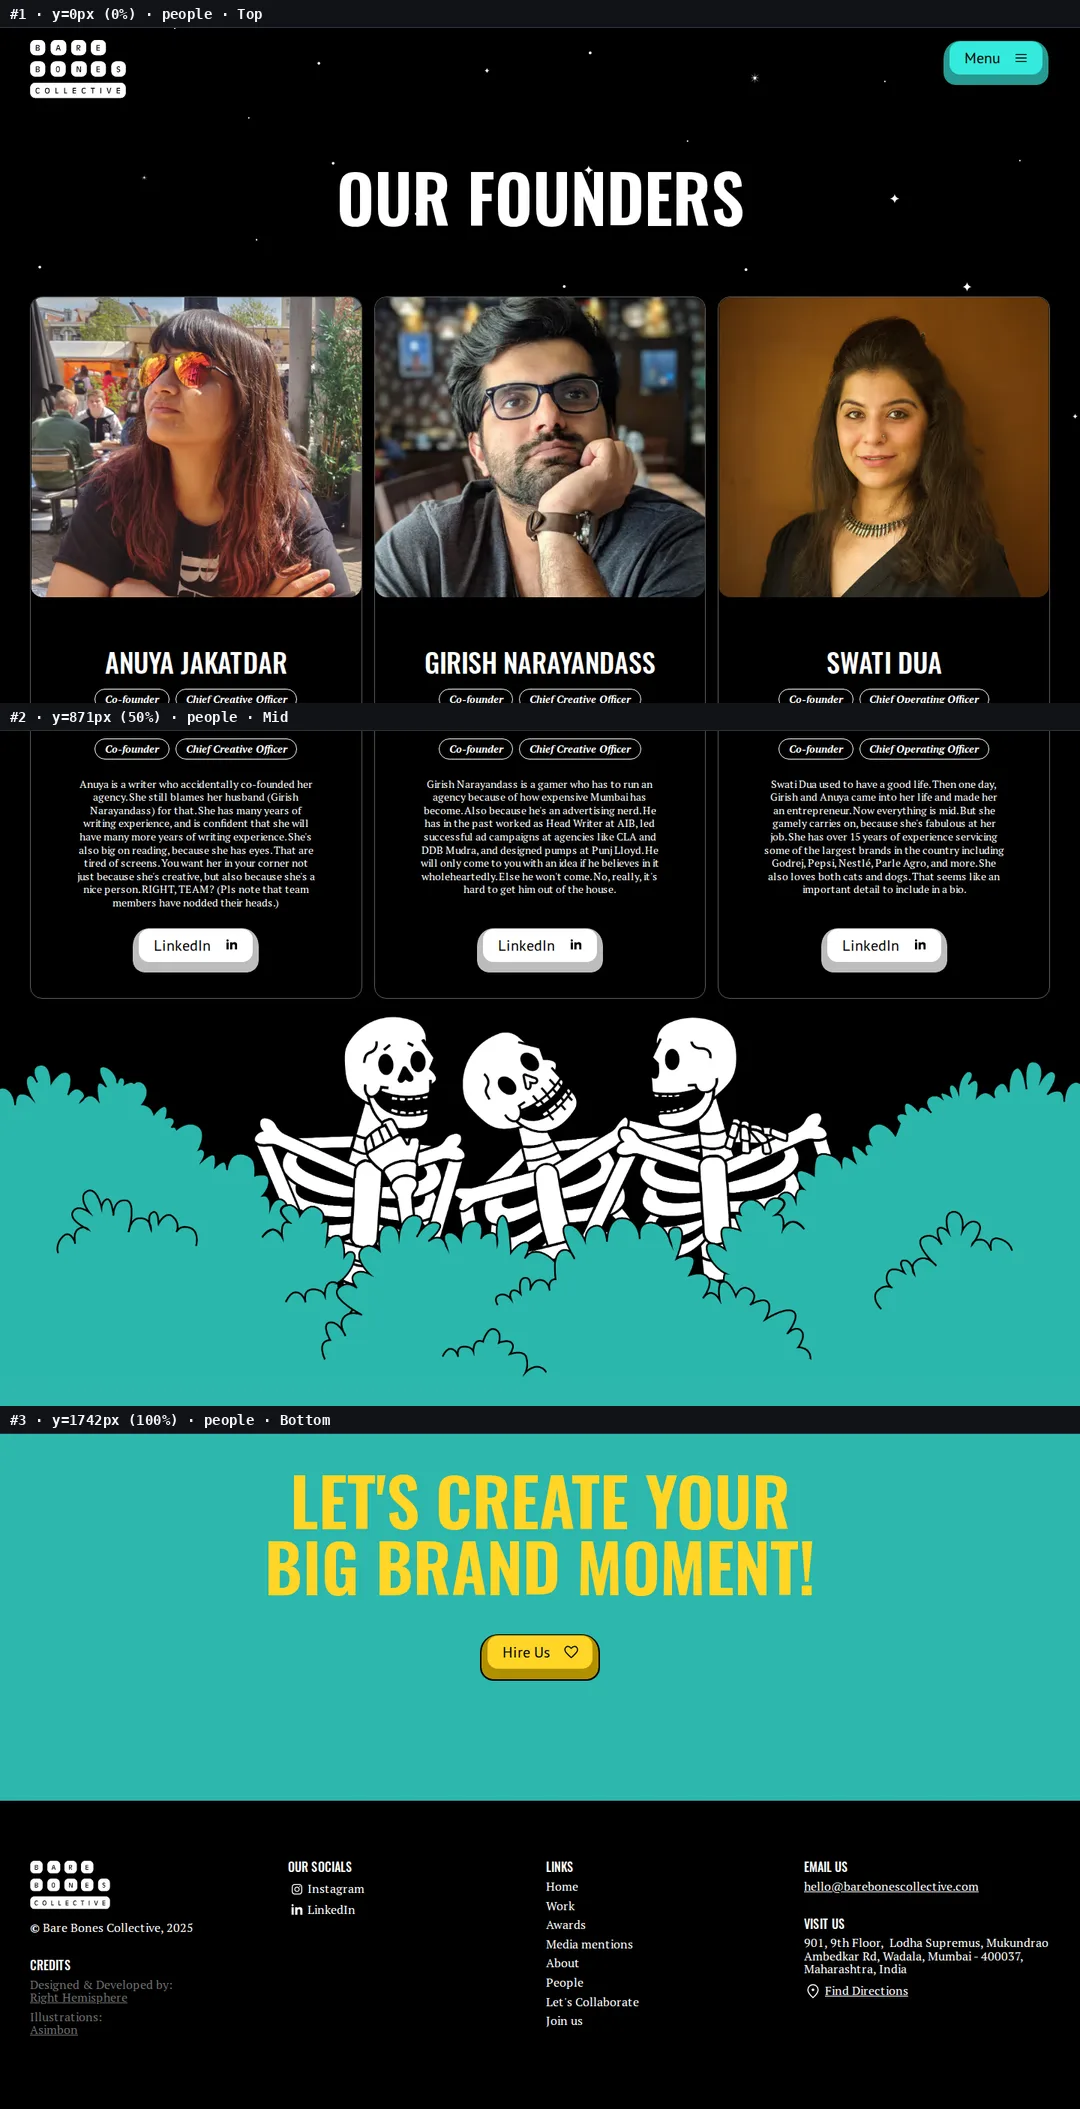 #1 · y=0px (0%) · people · Top
BARE
BONES
COLLECTIVE
Menu
OUR FOUNDERS
ANUYA JAKATDAR
Co-founder Chief Creative Officer
GIRISH NARAYANDASS
Co-founder Chief Creative Officer
SWATI DUA
Co-founder Chief Operating Officer
#2 · y=871px (50%) · people · Mid
Co-founder Chief Creative Officer
Anuya is a writer who accidentally co-founded her
agency. She still blames her husband (Girish
Narayandass) for that. She has many years of
writing experience, and is confident that she will
have many more years of writing experience. She's
also big on reading, because she has eyes. That are
tired of screens. You want her in your corner not
just because she's creative, but also because she's a
nice person. RIGHT, TEAM? (Pls note that team
members have nodded their heads.)
LinkedIn in
Co-founder Chief Creative Officer
Girish Narayandass is a gamer who has to run an
agency because of how expensive Mumbai has
become. Also because he's an advertising nerd. He
has in the past worked as Head Writer at AIB, led
successful ad campaigns at agencies like CLA and
DDB Mudra, and designed pumps at Punj Lloyd. He
will only come to you with an idea if he believes in it
wholeheartedly. Else he won't come. No, really, it's
hard to get him out of the house.
LinkedIn in
Co-founder Chief Operating Officer
Swati Dua used to have a good life. Then one day,
Girish and Anuya came into her life and made her
an entrepreneur. Now everything is mid. But she
gamely carries on, because she's fabulous at her
job. She has over 15 years of experience servicing
some of the largest brands in the country including
Godrej, Pepsi, Nestlé, Parle Agro, and more. She
also loves both cats and dogs. That seems like an
important detail to include in a bio.
LinkedIn in
#3 · y=1742px (100%) · people · Bottom
LET'S CREATE YOUR
BIG BRAND MOMENT!
Hire Us
BARE
BONES
COLLECTIVE
© Bare Bones Collective, 2025
CREDITS
Designed & Developed by:
Right Hemisphere
Illustrations:
Asimbon
OUR SOCIALS
Instagram
in LinkedIn
LINKS
Home
Work
Awards
Media mentions
About
People
Let's Collaborate
Join us
EMAIL US
hello@barebonescollective.com
VISIT US
901, 9th Floor, Lodha Supremus, Mukundrao
Ambedkar Rd, Wadala, Mumbai - 400037,
Maharashtra, India
Find Directions